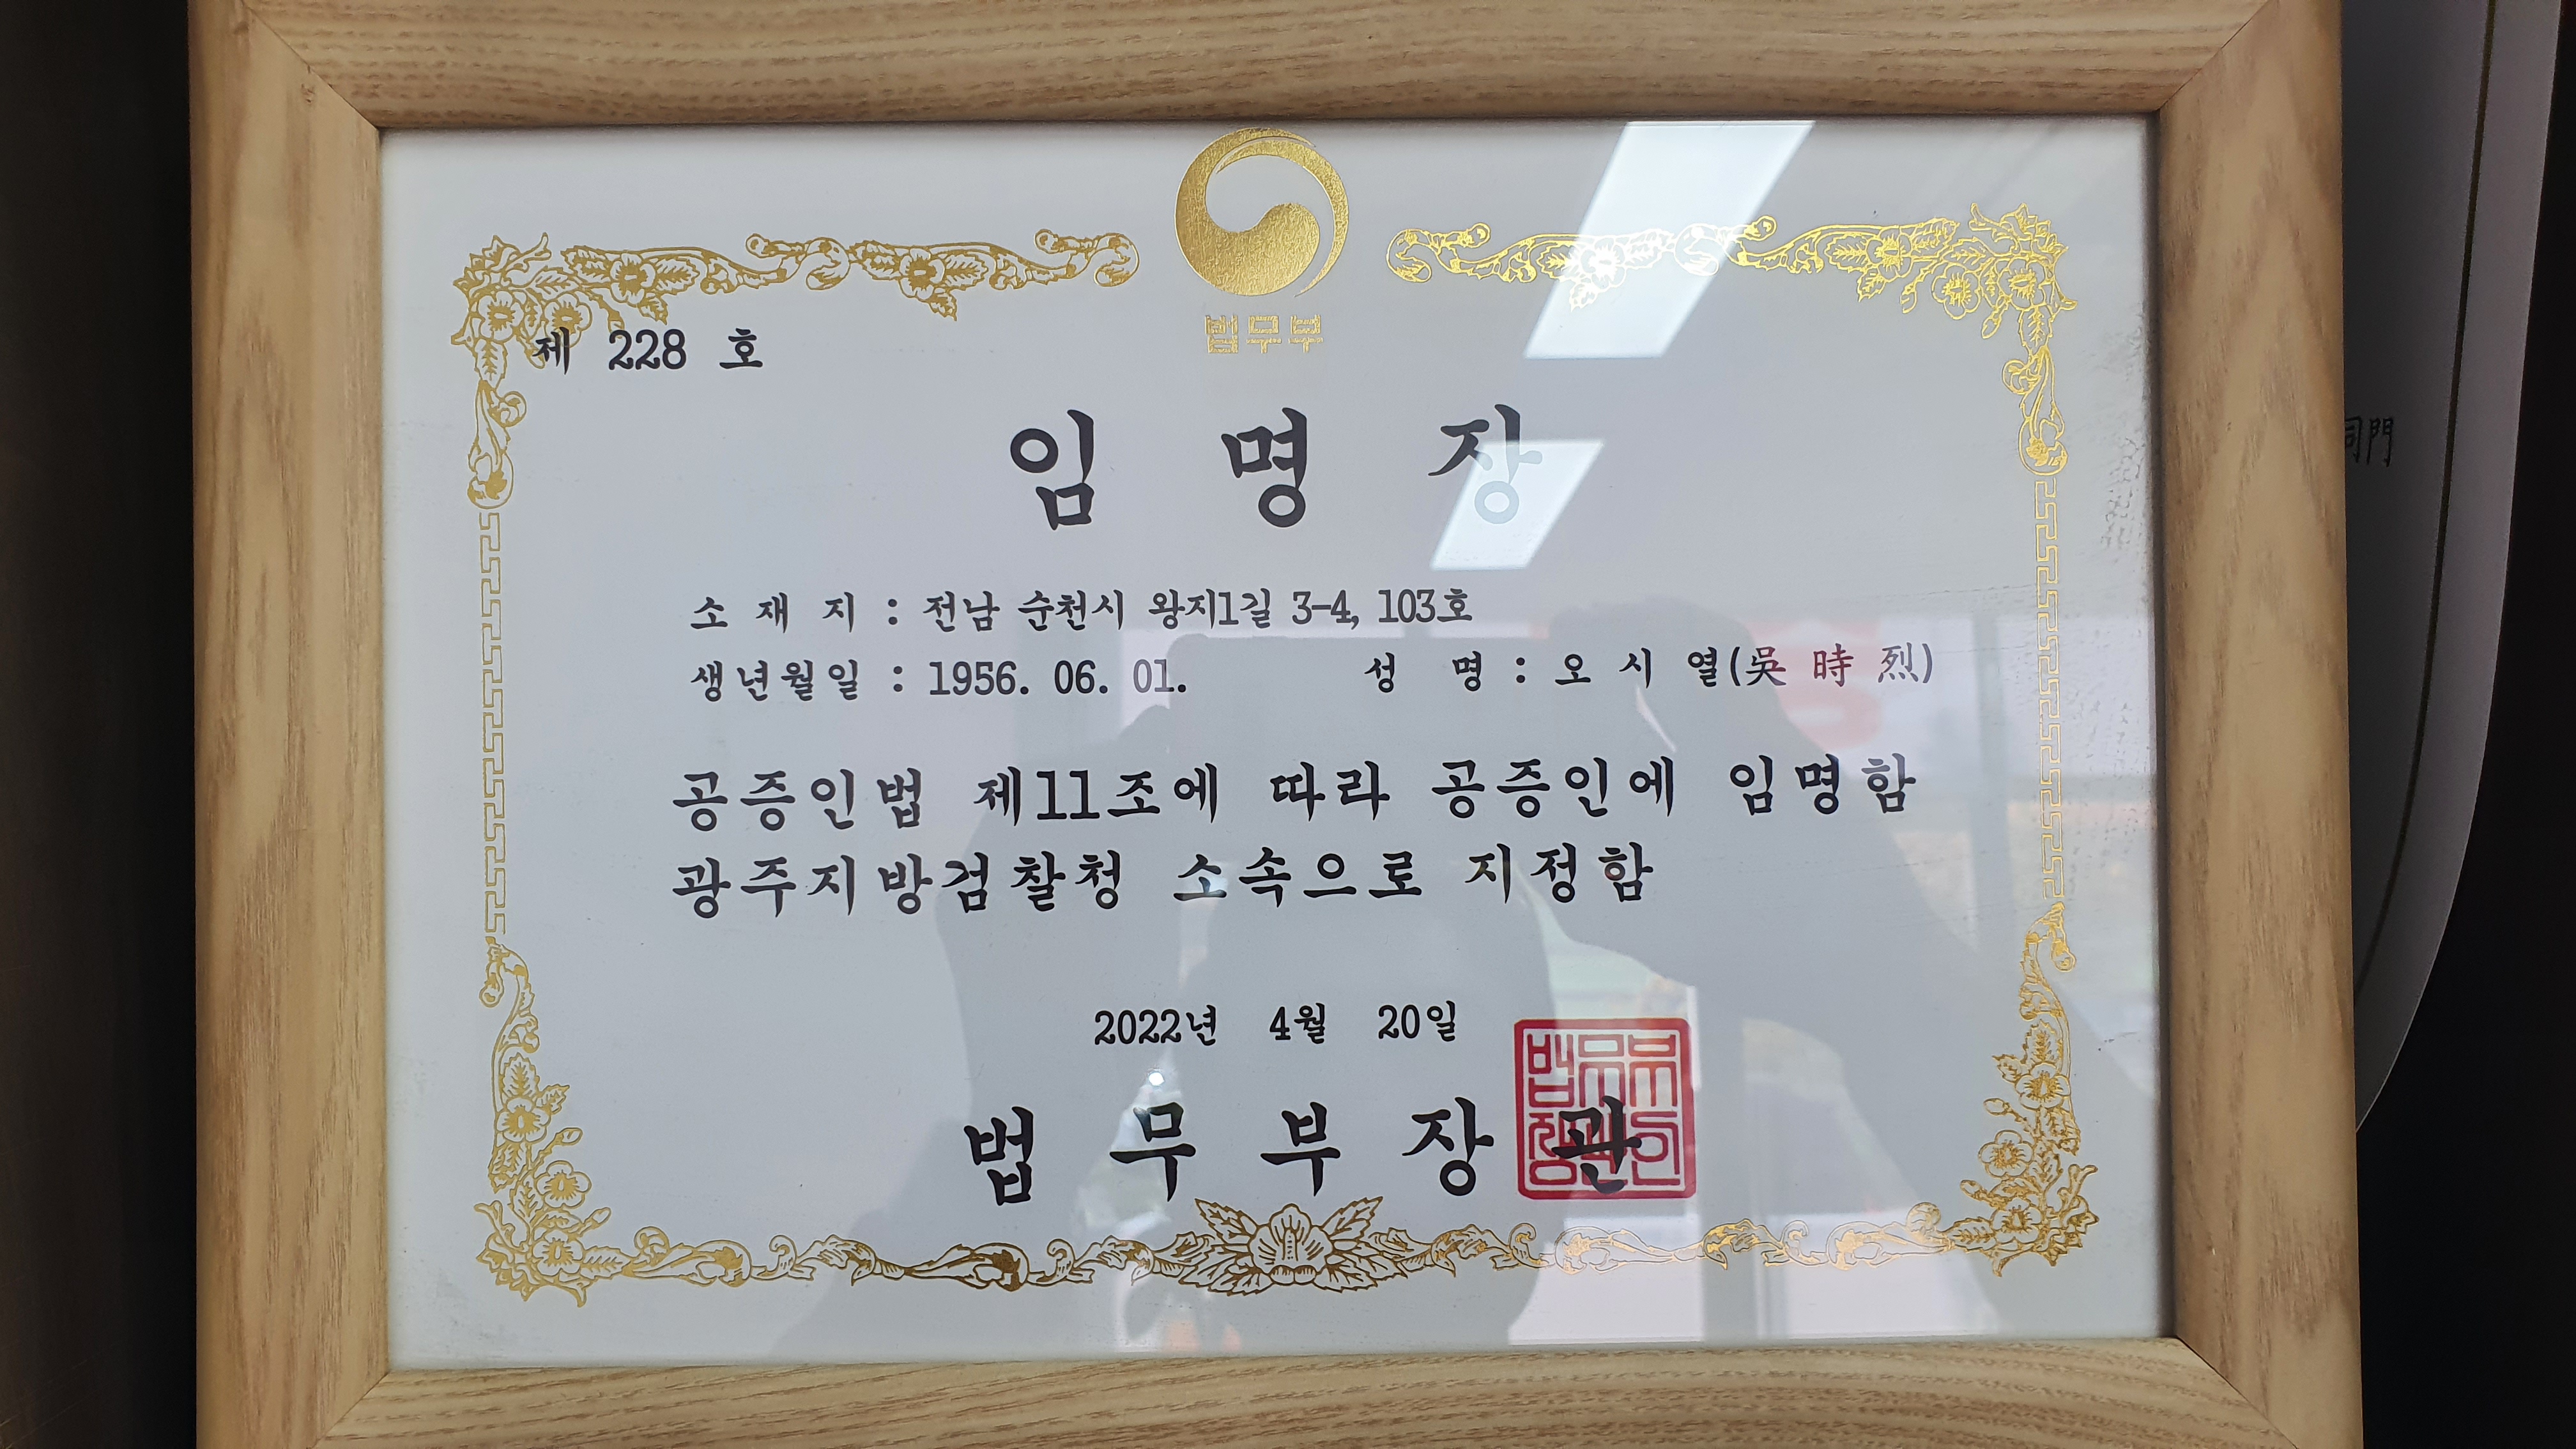 법무부
제 228 호
임 명 장
소 재 지 : 전남 순천시 왕지1길 3-4, 103호
생년월일 : 1956. 06. 01. 성 명 : 오 시 열(吳 時 烈)
공증인법 제11조에 따라 공증인에 임명함
광주지방검찰청 소속으로 지정함
2022년 4월 20일
법 무 부 장 관
법무부
장관인
同門